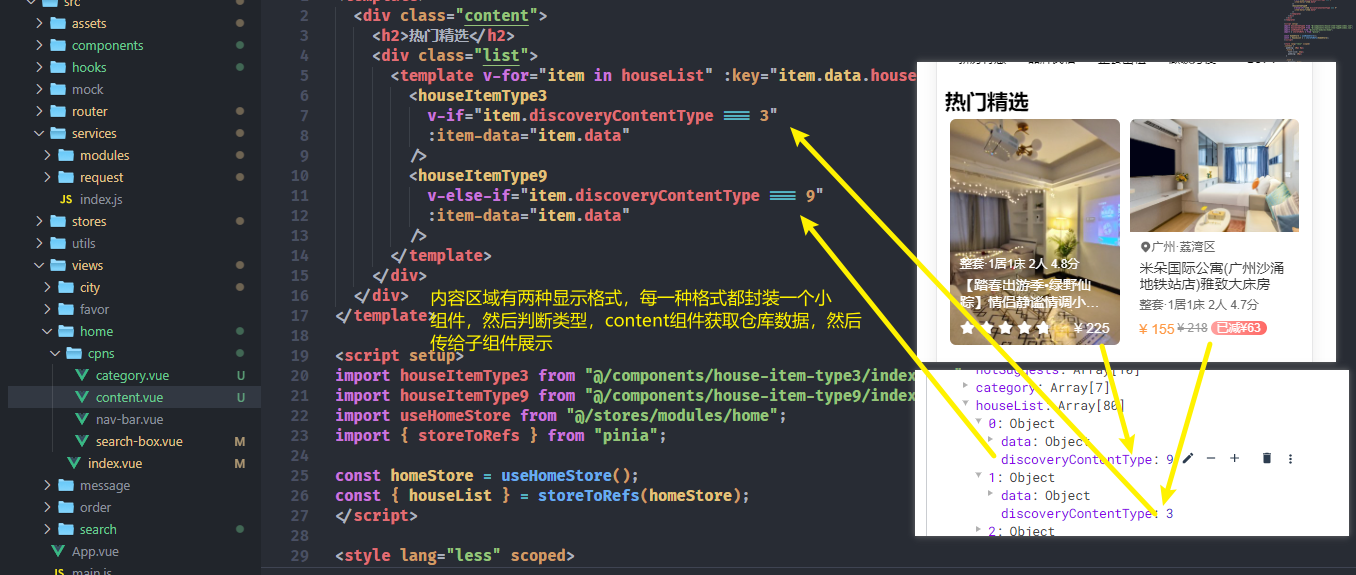 src
assets
components
hooks
mock
router
services
modules
request
JS index.js
stores
utils
views
city
favor
home
cpns
category.vue U
content.vue U
nav-bar.vue
search-box.vue M
index.vue M
message
order
search
App.vue
JS main.js
2 <div class="content">
3 <h2>热门精选</h2>
4 <div class="list">
5 <template v-for="item in houseList" :key="item.data.house
6 <houseItemType3
7 v-if="item.discoveryContentType === 3"
8 :item-data="item.data"
9 />
10 <houseItemType9
11 v-else-if="item.discoveryContentType === 9"
12 :item-data="item.data"
13 />
14 </template>
15 </div>
16 </div>
17 </template>
18
19 <script setup>
20 import houseItemType3 from "@/components/house-item-type3/index
21 import houseItemType9 from "@/components/house-item-type9/index
22 import useHomeStore from "@/stores/modules/home";
23 import { storeToRefs } from "pinia";
24
25 const homeStore = useHomeStore();
26 const { houseList } = storeToRefs(homeStore);
27 </script>
28
29 <style lang="less" scoped>
内容区域有两种显示格式，每一种格式都封装一个小
组件，然后判断类型，content组件获取仓库数据，然后
传给子组件展示
热门精选
整套·1居1床 2人 4.8分
【踏春出游季•绿野仙
踪】情侣静谧情调小...
¥ 225
广州·荔湾区
米朵国际公寓(广州沙涌
地铁站店)雅致大床房
整套·1居1床 2人 4.7分
¥ 155 ¥ 218 已减¥63
category: Array[7]
houseList: Array[80]
0: Object
data: Object
discoveryContentType: 9
1: Object
data: Object
discoveryContentType: 3
2: Object